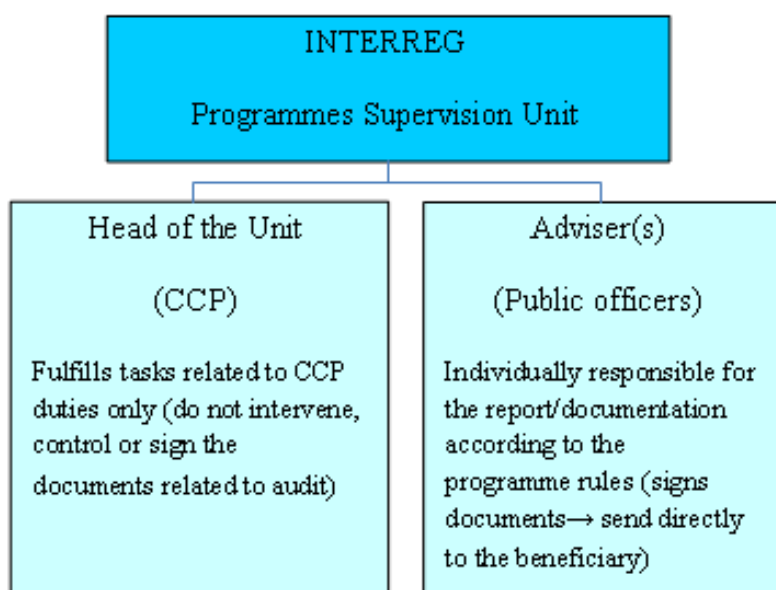 INTERREG
Programmes Supervision Unit
Head of the Unit
(CCP)
Fulfills tasks related to CCP
duties only (do not intervene,
control or sign the
documents related to audit)
Adviser(s)
(Public officers)
Individually responsible for
the report/documentation
according to the
programme rules (signs
documents→ send directly
to the beneficiary)